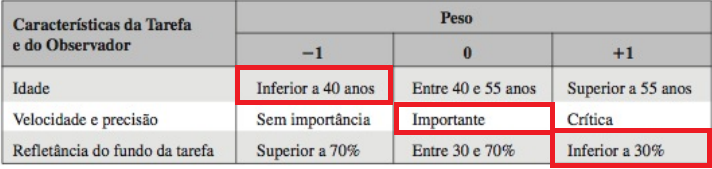 Características da Tarefa e do Observador Peso
−1 0 +1
Idade Inferior a 40 anos Entre 40 e 55 anos Superior a 55 anos
Velocidade e precisão Sem importância Importante Crítica
Refletância do fundo da tarefa Superior a 70% Entre 30 e 70% Inferior a 30%